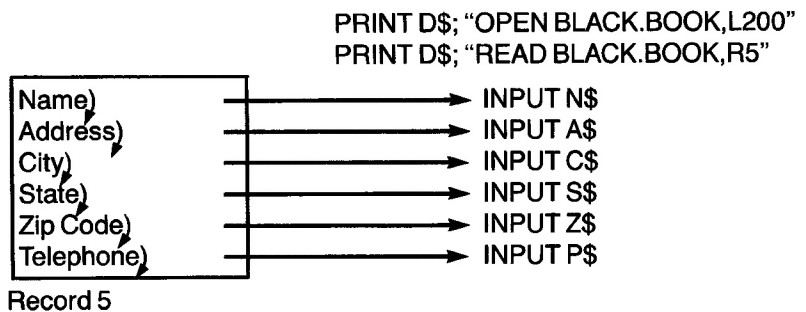 PRINT D$; “OPEN BLACK.BOOK,L200”
PRINT D$; “READ BLACK.BOOK,R5”
Name) INPUT N$
Address) INPUT A$
City) INPUT C$
State) INPUT S$
Zip Code) INPUT Z$
Telephone) INPUT P$
Record 5